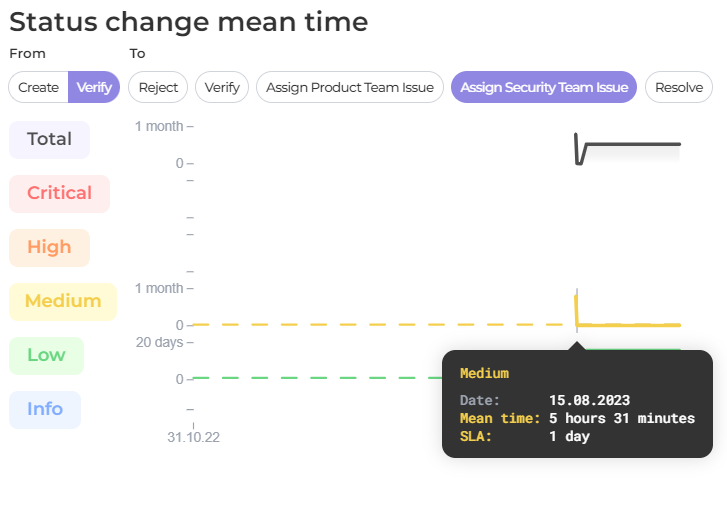 Status change mean time
From To
Create Verify Reject Verify Assign Product Team Issue Assign Security Team Issue Resolve
Total
1 month
0
Critical
High
Medium
1 month
0
Low
20 days
0
Info
31.10.22
Medium
Date: 15.08.2023
Mean time: 5 hours 31 minutes
SLA: 1 day